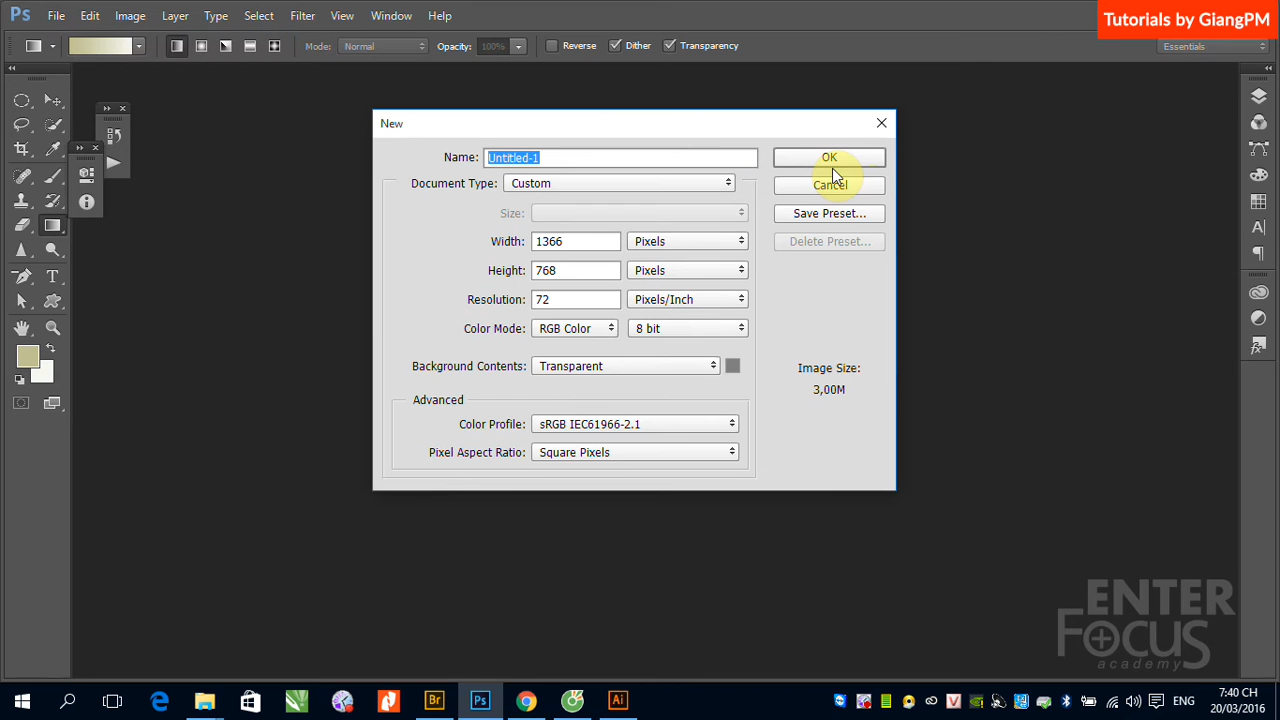 Ps File Edit Image Layer Type Select Filter View Window Help
Tutorials by GiangPM
Mode: Normal Opacity: 100% Reverse Dither Transparency
Essentials
New
Name: Untitled-1
OK
Document Type: Custom
Cancel
Size:
Save Preset...
Width: 1366 Pixels
Delete Preset...
Height: 768 Pixels
Resolution: 72 Pixels/Inch
Color Mode: RGB Color 8 bit
Background Contents: Transparent
Image Size:
3,00M
Advanced
Color Profile: sRGB IEC61966-2.1
Pixel Aspect Ratio: Square Pixels
ENTER
FOCUS
academy
Br Ps Ai
ENG
7:40 CH
20/03/2016